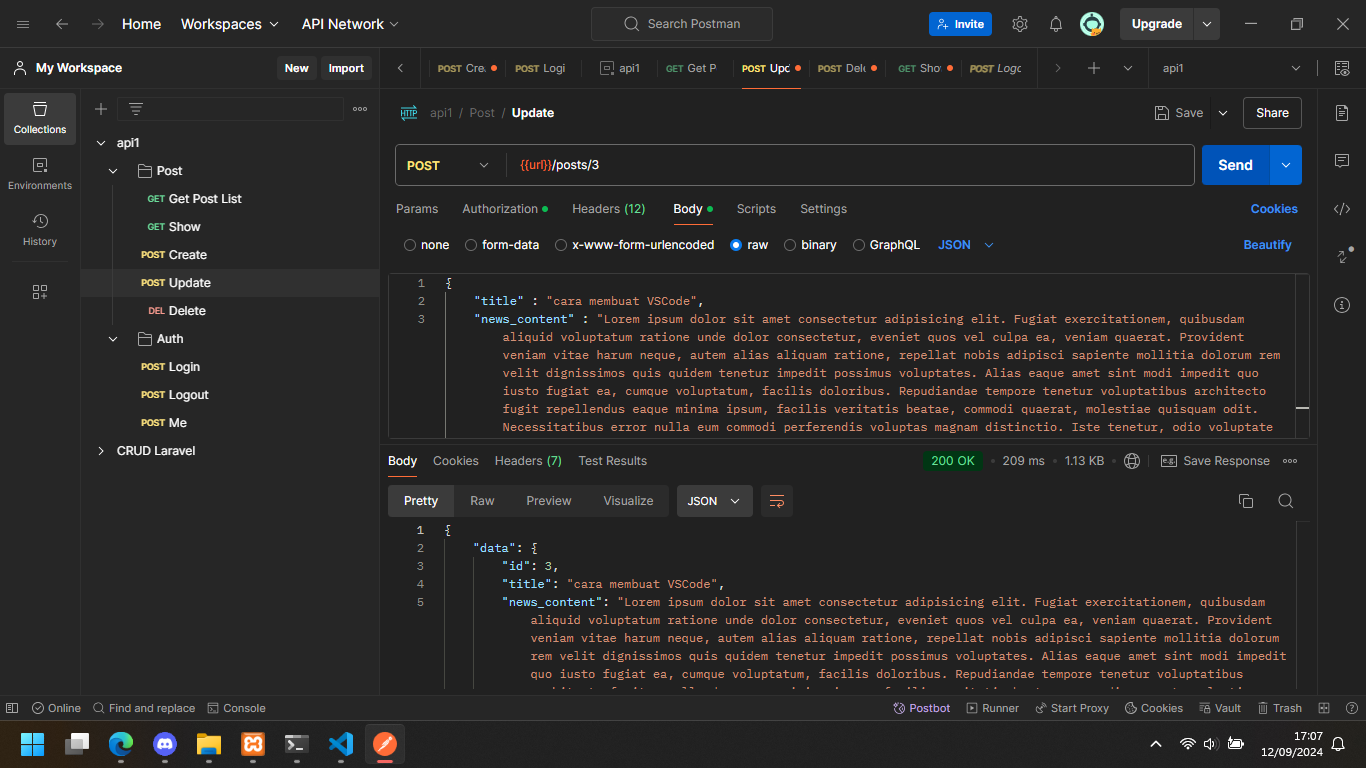 Home
Workspaces
API Network
Search Postman
Invite
Upgrade
My Workspace
New
Import
POST Cre
POST Logi
api1
GET Get P
POST Upd
POST Dele
GET Sho
POST Logo
api1
Collections
Environments
History
api1
Post
GET Get Post List
GET Show
POST Create
POST Update
DEL Delete
Auth
POST Login
POST Logout
POST Me
CRUD Laravel
HTTP api1 / Post / Update
Save
Share
POST
{{url}}/posts/3
Send
Params
Authorization
Headers (12)
Body
Scripts
Settings
Cookies
none
form-data
x-www-form-urlencoded
raw
binary
GraphQL
JSON
Beautify
1 {
2 "title" : "cara membuat VSCode",
3 "news_content" : "Lorem ipsum dolor sit amet consectetur adipisicing elit. Fugiat exercitationem, quibusdam
aliquid voluptatum ratione unde dolor consectetur, eveniet quos vel culpa ea, veniam quaerat. Provident
veniam vitae harum neque, autem alias aliquam ratione, repellat nobis adipisci sapiente mollitia dolorum rem
velit dignissimos quis quidem tenetur impedit possimus voluptates. Alias eaque amet sint modi impedit quo
iusto fugiat ea, cumque voluptatum, facilis doloribus. Repudiandae tempore tenetur voluptatibus architecto
fugit repellendus eaque minima ipsum, facilis veritatis beatae, commodi quaerat, molestiae quisquam odit.
Necessitatibus error nulla eum commodi perferendis voluptas magnam distinctio. Iste tenetur, odio voluptate
Body
Cookies
Headers (7)
Test Results
200 OK
209 ms
1.13 KB
e.g.
Save Response
Pretty
Raw
Preview
Visualize
JSON
1 {
2 "data": {
3 "id": 3,
4 "title": "cara membuat VSCode",
5 "news_content": "Lorem ipsum dolor sit amet consectetur adipisicing elit. Fugiat exercitationem, quibusdam
aliquid voluptatum ratione unde dolor consectetur, eveniet quos vel culpa ea, veniam quaerat. Provident
veniam vitae harum neque, autem alias aliquam ratione, repellat nobis adipisci sapiente mollitia dolorum
rem velit dignissimos quis quidem tenetur impedit possimus voluptates. Alias eaque amet sint modi impedit
quo iusto fugiat ea, cumque voluptatum, facilis doloribus. Repudiandae tempore tenetur voluptatibus
Online
Find and replace
Console
Postbot
Runner
Start Proxy
Cookies
Vault
Trash
17:07
12/09/2024